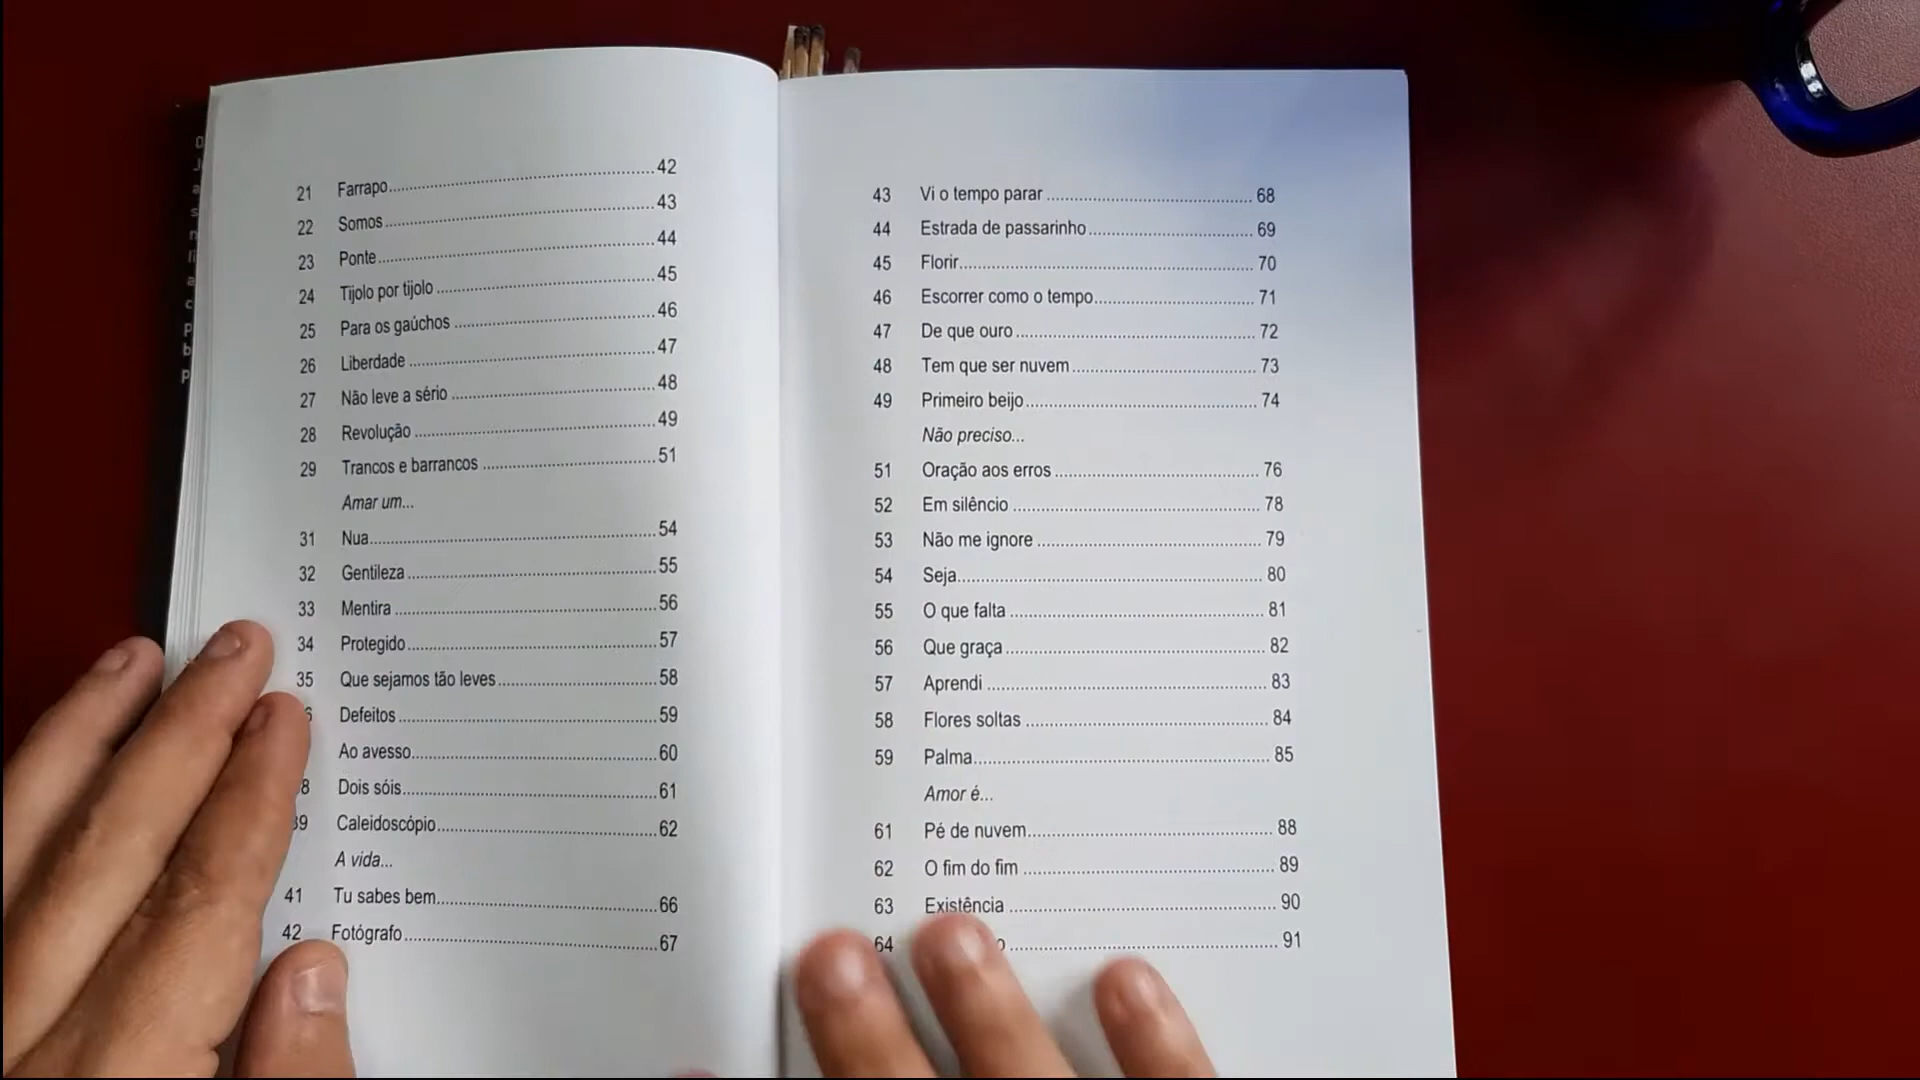 21 Farrapo 42
22 Somos 43
23 Ponte 44
24 Tijolo por tijolo 45
25 Para os gaúchos 46
26 Liberdade 47
27 Não leve a sério 48
28 Revolução 49
29 Trancos e barrancos 51
Amar um...
31 Nua 54
32 Gentileza 55
33 Mentira 56
34 Protegido 57
35 Que sejamos tão leves 58
6 Defeitos 59
Ao avesso 60
8 Dois sóis 61
39 Caleidoscópio 62
A vida...
41 Tu sabes bem 66
42 Fotógrafo 67
43 Vi o tempo parar 68
44 Estrada de passarinho 69
45 Florir 70
46 Escorrer como o tempo 71
47 De que ouro 72
48 Tem que ser nuvem 73
49 Primeiro beijo 74
Não preciso...
51 Oração aos erros 76
52 Em silêncio 78
53 Não me ignore 79
54 Seja 80
55 O que falta 81
56 Que graça 82
57 Aprendi 83
58 Flores soltas 84
59 Palma 85
Amor é...
61 Pé de nuvem 88
62 O fim do fim 89
63 Existência 90
64 91